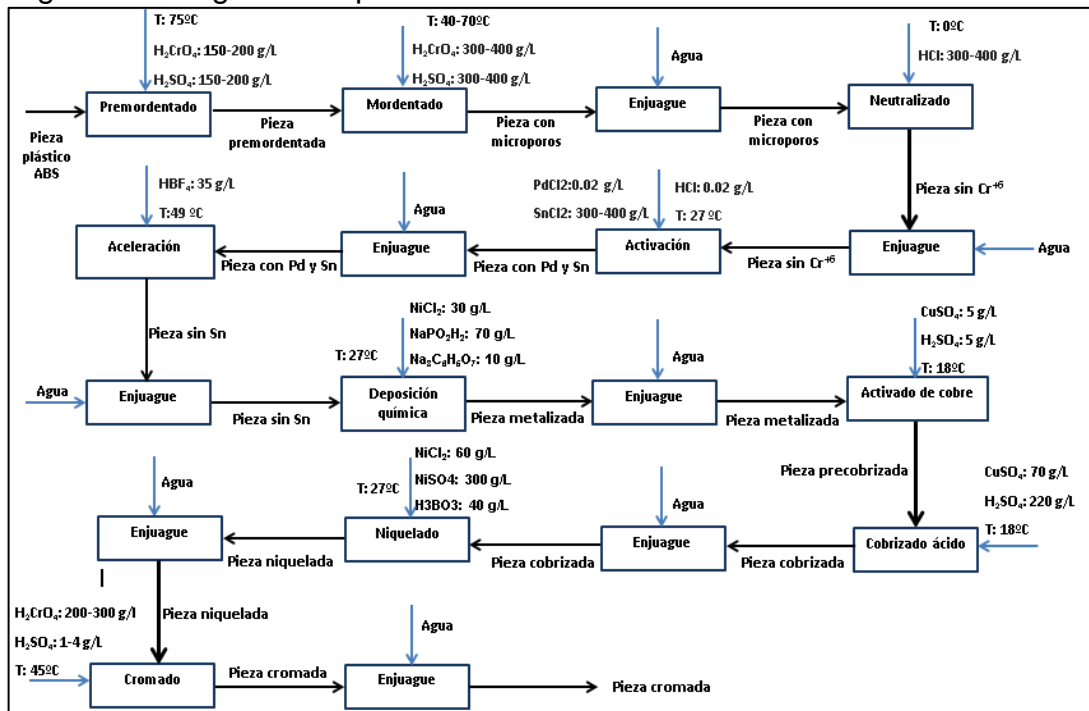 T: 75ºC
H₂CrO₄: 150-200 g/L
H₂SO₄: 150-200 g/L
Premordentado
Pieza
plástico
ABS
Pieza
premordentada
T: 40-70ºC
H₂CrO₄: 300-400 g/L
H₂SO₄: 300-400 g/L
Mordentado
Pieza con
microporos
Agua
Enjuague
Pieza con
microporos
T: 0ºC
HCl: 300-400 g/L
Neutralizado
Pieza sin Cr⁺⁶
Agua
Enjuague
Pieza sin Cr⁺⁶
PdCl2:0.02 g/L
SnCl2: 300-400 g/L
HCl: 0.02 g/L
T: 27 ºC
Activación
Pieza con Pd y Sn
Agua
Enjuague
Pieza con Pd y Sn
HBF₄: 35 g/L
T:49 ºC
Aceleración
Pieza sin Sn
Agua
Enjuague
Pieza sin Sn
NiCl₂: 30 g/L
NaPO₂H₂: 70 g/L
Na₂C₆H₆O₇: 10 g/L
T: 27ºC
Deposición
química
Pieza metalizada
Agua
Enjuague
Pieza metalizada
CuSO₄: 5 g/L
H₂SO₄: 5 g/L
T: 18ºC
Activado de cobre
Pieza precobrizada
CuSO₄: 70 g/L
H₂SO₄: 220 g/L
T: 18ºC
Cobrizado ácido
Pieza cobrizada
Agua
Enjuague
Pieza cobrizada
NiCl₂: 60 g/L
NiSO4: 300 g/L
H3BO3: 40 g/L
T: 27ºC
Niquelado
Pieza niquelada
Agua
Enjuague
Pieza niquelada
H₂CrO₄: 200-300 g/l
H₂SO₄: 1-4 g/L
T: 45ºC
Cromado
Pieza cromada
Agua
Enjuague
Pieza cromada